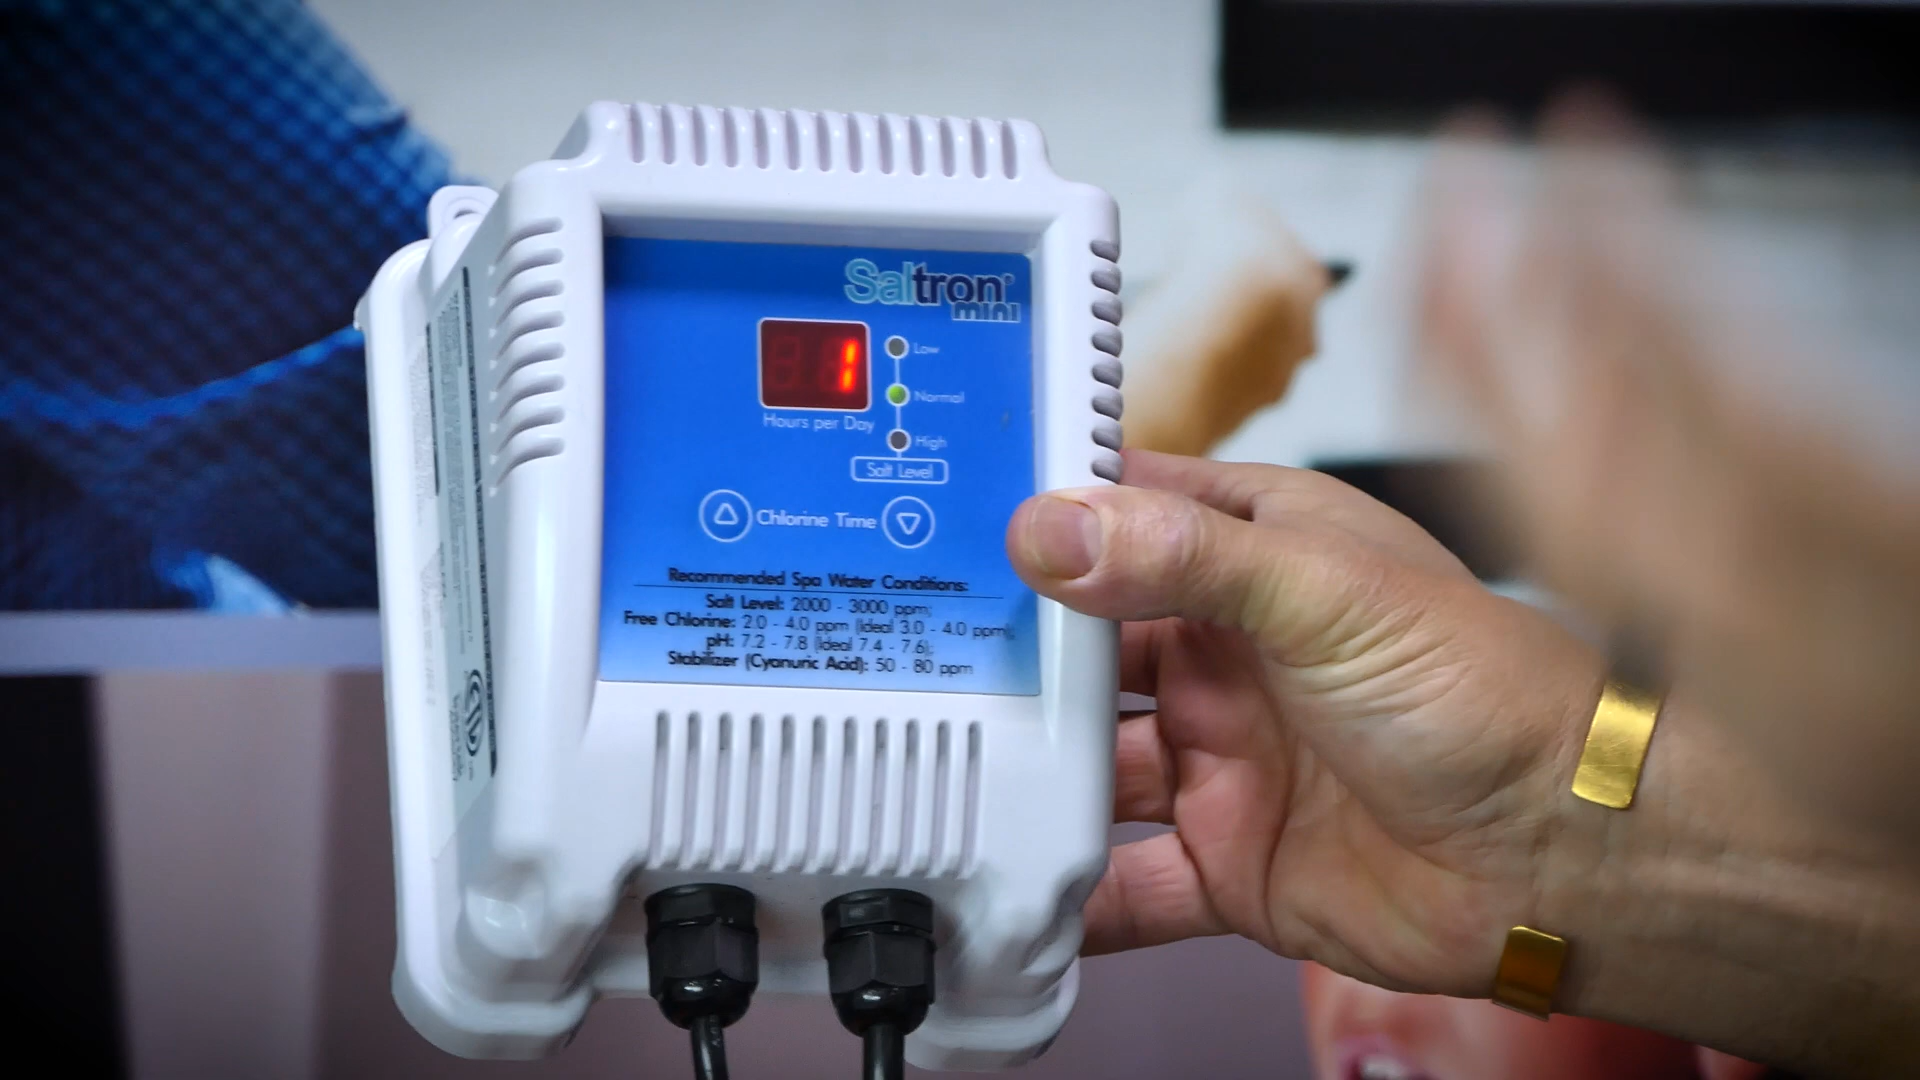 Saltron®
mini
1
Low
Normal
High
Hours per Day
Salt Level
Chlorine Time
Recommended Spa Water Conditions:
Salt Level: 2000 - 3000 ppm;
Free Chlorine: 2.0 - 4.0 ppm (Ideal 3.0 - 4.0 ppm);
pH: 7.2 - 7.8 (Ideal 7.4 - 7.6);
Stabilizer (Cyanuric Acid): 50 - 80 ppm